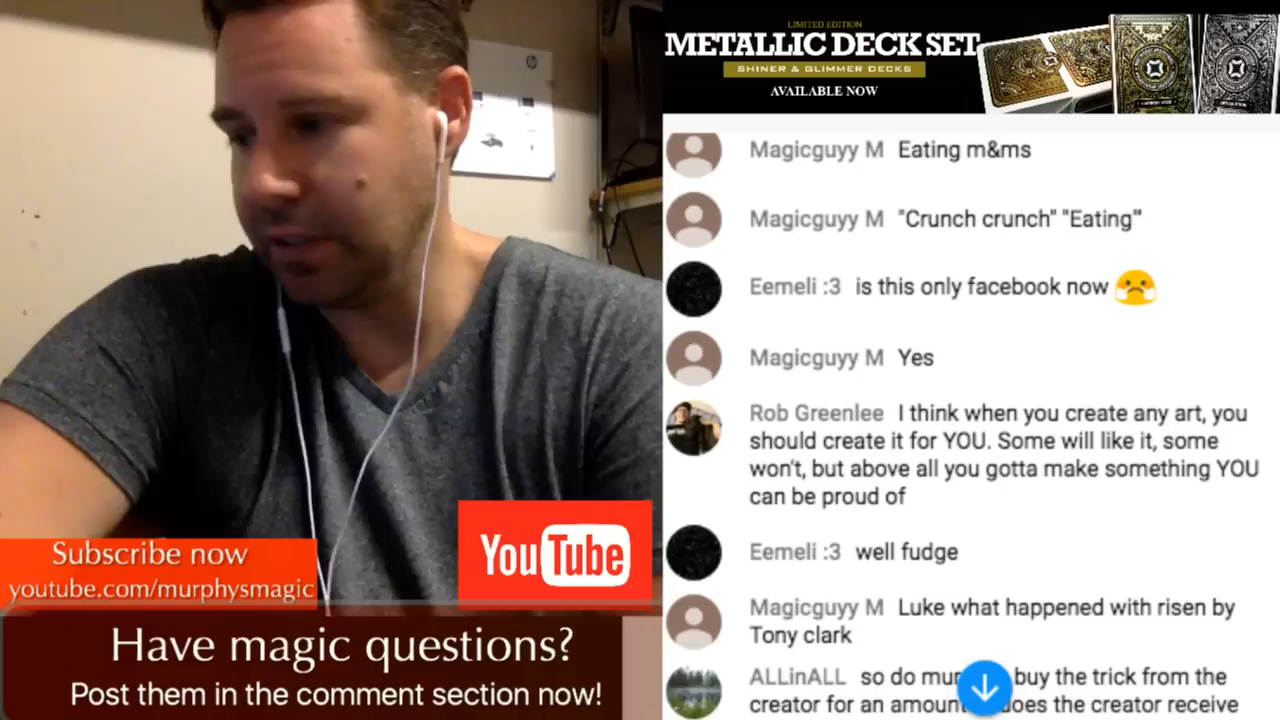 LIMITED EDITION
METALLIC DECK SET
SHINER & GLIMMER DECKS
AVAILABLE NOW
Magicguyy M Eating m&ms
Magicguyy M "Crunch crunch" "Eating"'
Eemeli :3 is this only facebook now
Magicguyy M Yes
Rob Greenlee I think when you create any art, you
should create it for YOU. Some will like it, some
won't, but above all you gotta make something YOU
can be proud of
Eemeli :3 well fudge
Magicguyy M Luke what happened with risen by
Tony clark
ALLinALL so do buy the trick from the
creator for an amount does the creator receive
YouTube
Subscribe now
youtube.com/murphysmagic
Have magic questions?
Post them in the comment section now!
hp